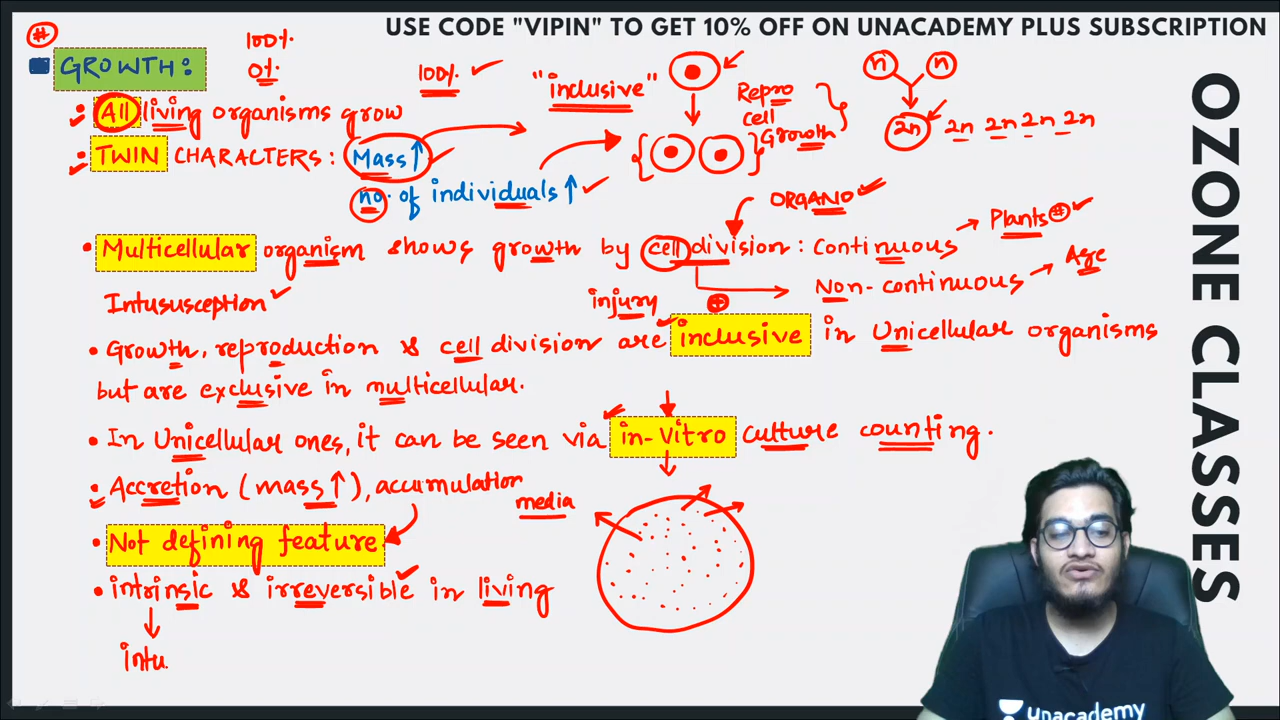 USE CODE "VIPIN" TO GET 10% OFF ON UNACADEMY PLUS SUBSCRIPTION
#
100%
GROWTH:
0%
100%
"inclusive"
Repro
cell
Growth
n n
2n 2n 2n 2n 2n
All living organisms grow
TWIN CHARACTERS: Mass↑
no. of individuals ↑
ORGANO
Plants #
Multicellular organism shows growth by cell division: Continuous
Age
Non-continuous
Intususception
injury
+
Growth, reproduction & cell division are inclusive in Unicellular organisms
but are exclusive in multicellular.
In Unicellular ones, it can be seen via in-vitro culture counting.
Accretion (mass↑), accumulation
media
Not defining feature
intrinsic & irreversible in living
intu
OZONE CLASSES
unacademy